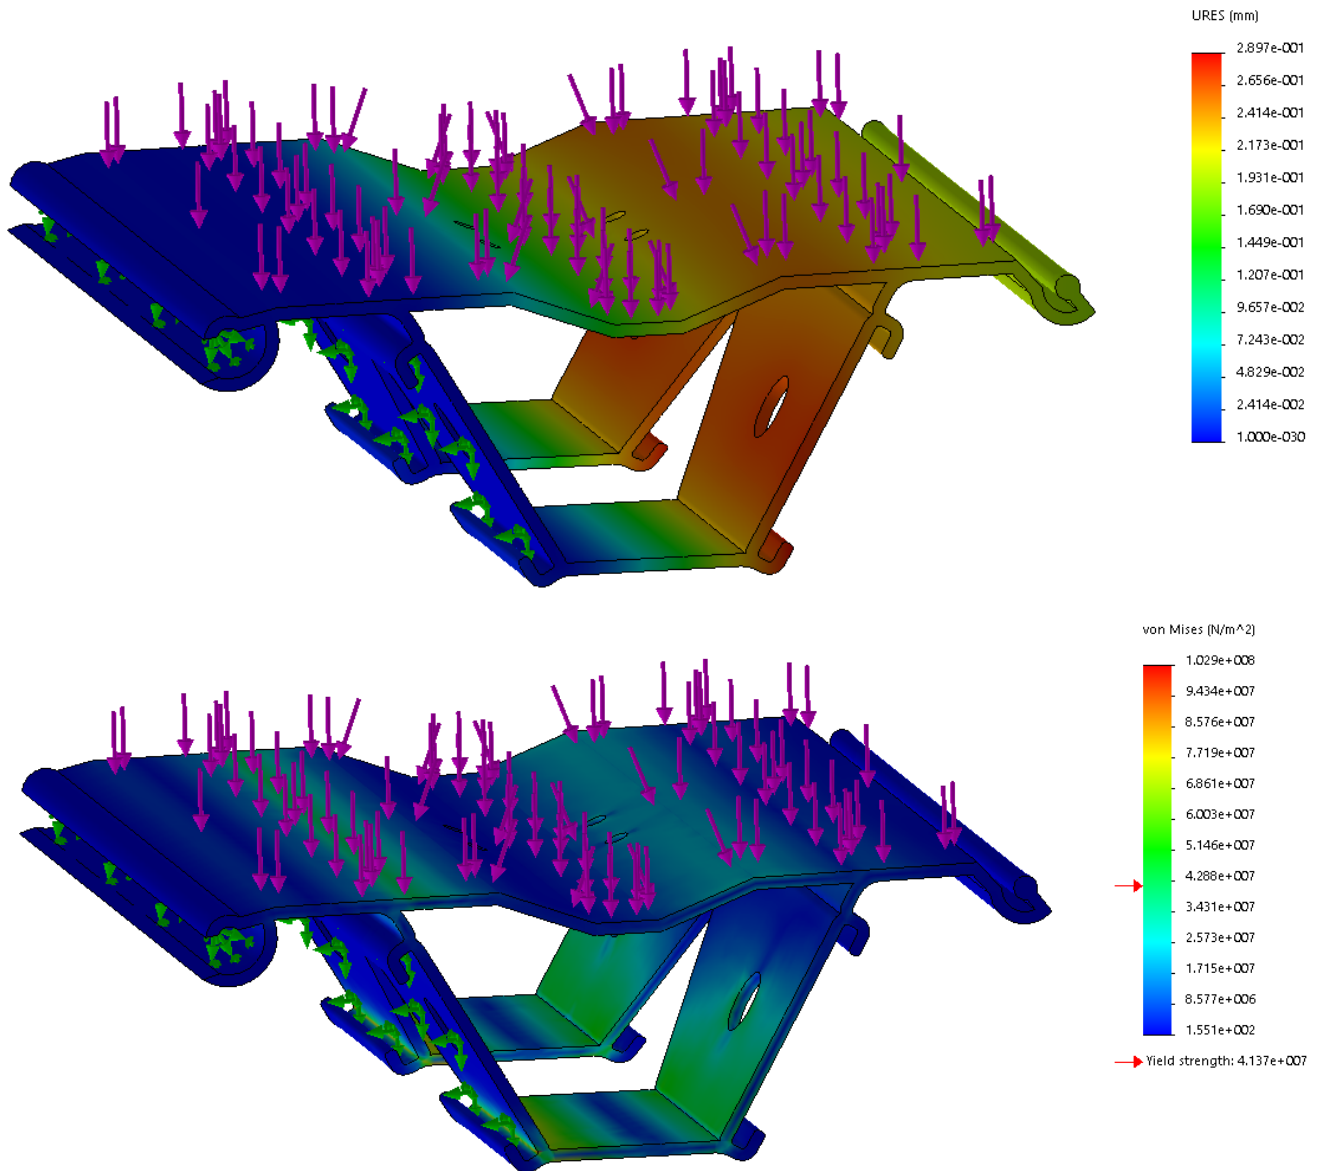 URES (mm)
2.897e-001
2.656e-001
2.414e-001
2.173e-001
1.931e-001
1.690e-001
1.449e-001
1.207e-001
9.657e-002
7.243e-002
4.829e-002
2.414e-002
1.000e-030
von Mises (N/m^2)
1.029e+008
9.434e+007
8.576e+007
7.719e+007
6.861e+007
6.003e+007
5.146e+007
4.288e+007
3.431e+007
2.573e+007
1.715e+007
8.577e+006
1.551e+002
Yield strength: 4.137e+007